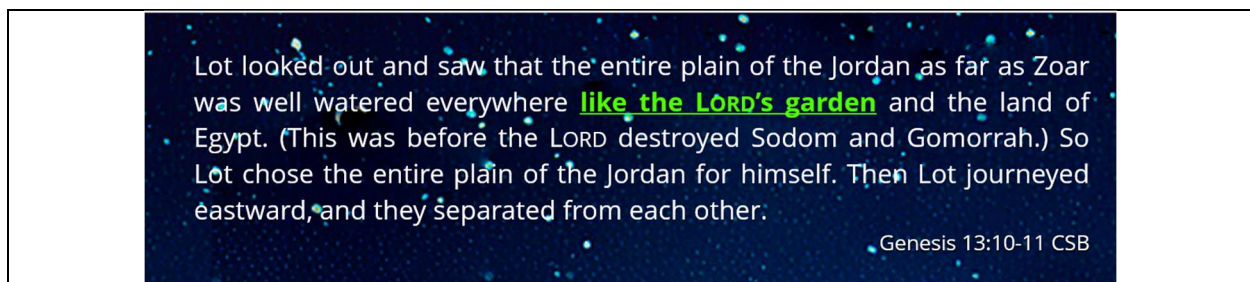 Lot looked out and saw that the entire plain of the Jordan as far as Zoar
was well watered everywhere like the LORD’s garden and the land of
Egypt. (This was before the LORD destroyed Sodom and Gomorrah.) So
Lot chose the entire plain of the Jordan for himself. Then Lot journeyed
eastward, and they separated from each other.
Genesis 13:10-11 CSB